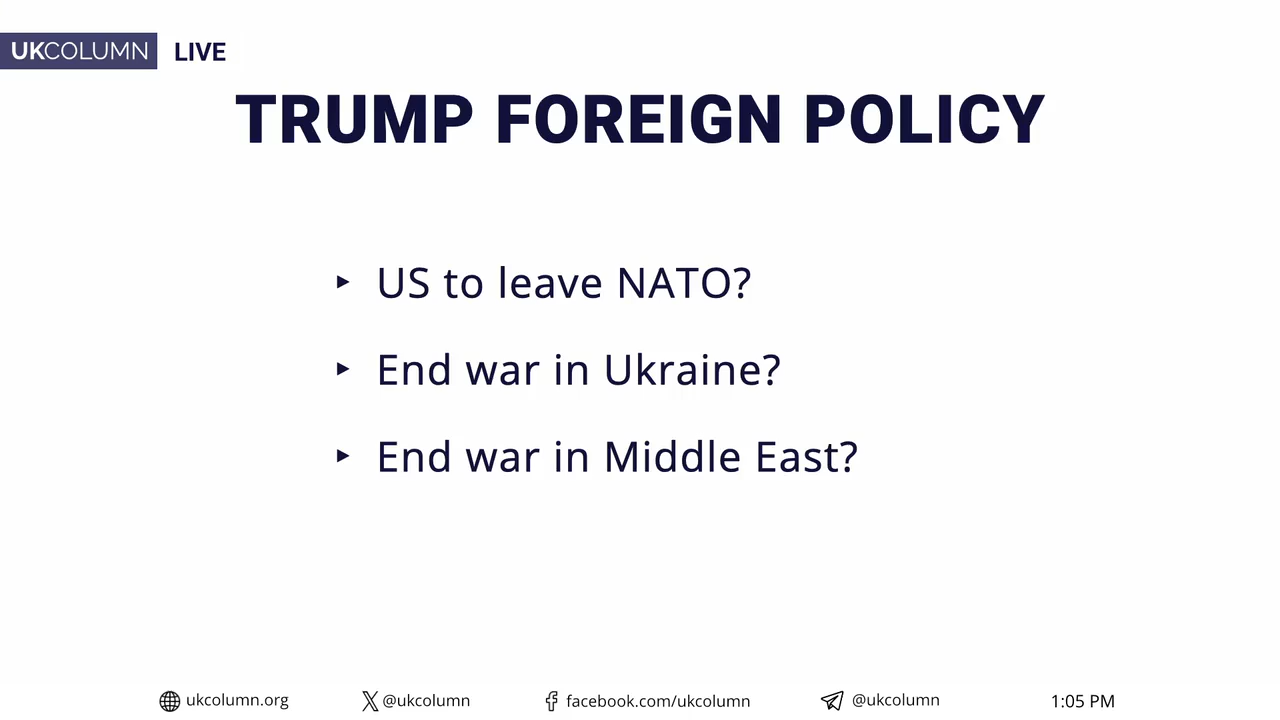 UKCOLUMN LIVE
TRUMP FOREIGN POLICY
‣ US to leave NATO?
‣ End war in Ukraine?
‣ End war in Middle East?
ukcolumn.org @ukcolumn facebook.com/ukcolumn @ukcolumn 1:05 PM